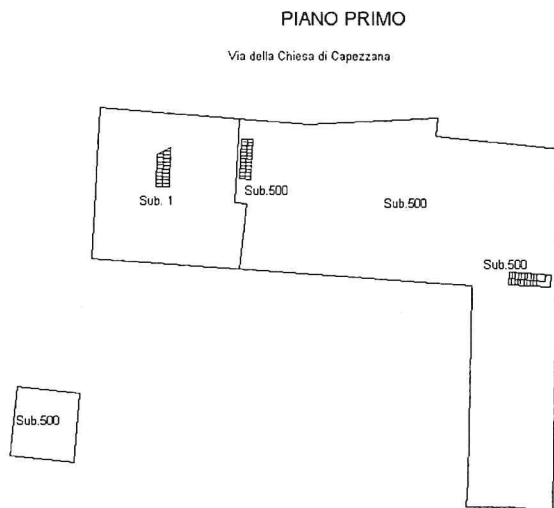 PIANO PRIMO
Via della Chiesa di Capezzana
Sub. 1
Sub.500
Sub.500
Sub.500
Sub.500